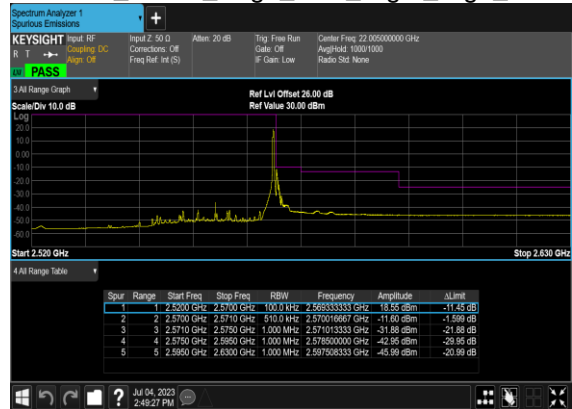 Spectrum Analyzer 1
Spurious Emissions
+
KEYSIGHT
R T
PASS
Input: RF
Coupling: DC
Align: Off
Input Z: 50 Ω
Corrections: Off
Freq Ref: Int (S)
Atten: 20 dB
Trig: Free Run
Gate: Off
IF Gain: Low
Center Freq: 22.005000000 GHz
Avg|Hold: 1000/1000
Radio Std: None
3 All Range Graph
Scale/Div 10.0 dB
Ref Lvl Offset 26.00 dB
Ref Value 30.00 dBm
Log
20.0
10.0
0.00
-10.0
-20.0
-30.0
-40.0
-50.0
-60.0
Start 2.520 GHz
Stop 2.630 GHz
4 All Range Table
Spur Range Start Freq Stop Freq RBW Frequency Amplitude ΔLimit
1 1 2.5200 GHz 2.5700 GHz 100.0 kHz 2.569333333 GHz 18.55 dBm -11.45 dB
2 2 2.5700 GHz 2.5710 GHz 510.0 kHz 2.570016667 GHz -11.60 dBm -1.599 dB
3 3 2.5710 GHz 2.5750 GHz 1.000 MHz 2.571013333 GHz -31.88 dBm -21.88 dB
4 4 2.5750 GHz 2.5950 GHz 1.000 MHz 2.578500000 GHz -42.95 dBm -29.95 dB
5 5 2.5950 GHz 2.6300 GHz 1.000 MHz 2.597508333 GHz -45.99 dBm -20.99 dB
?
Jul 04, 2023
2:49:27 PM